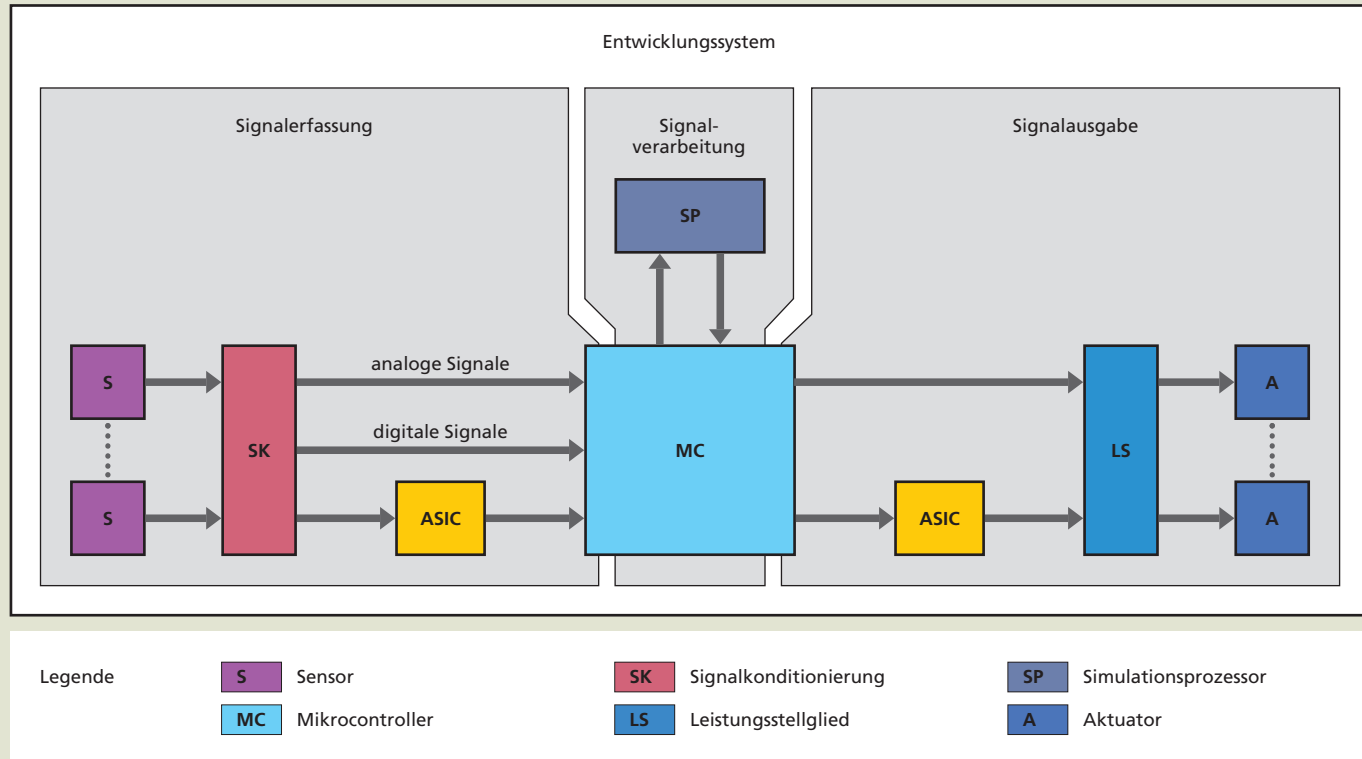 Entwicklungssystem
Signalerfassung
Signal-
verarbeitung
Signalausgabe
SP
S
analoge Signale
A
SK
digitale Signale
MC
LS
S
ASIC
ASIC
A
Legende
S Sensor
SK Signalkonditionierung
SP Simulationsprozessor
MC Mikrocontroller
LS Leistungsstellglied
A Aktuator